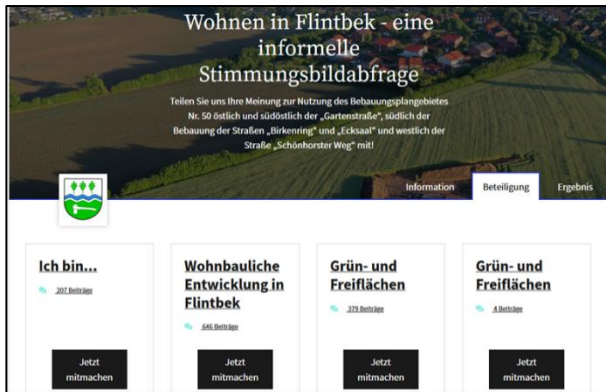 Wohnen in Flintbek - eine
informelle
Stimmungsbildabfrage
Teilen Sie uns Ihre Meinung zur Nutzung des Bebauungsplangebietes
Nr. 50 östlich und südöstlich der „Gartenstraße“, südlich der
Bebauung der Straßen „Birkenring“ und „Ecksaal“ und westlich der
Straße „Schönhorster Weg“ mit!
Information
Beteiligung
Ergebnis
Ich bin...
207 Beiträge
Jetzt
mitmachen
Wohnbauliche
Entwicklung in
Flintbek
646 Beiträge
Jetzt
mitmachen
Grün- und
Freiflächen
379 Beiträge
Jetzt
mitmachen
Grün- und
Freiflächen
4 Beiträge
Jetzt
mitmachen